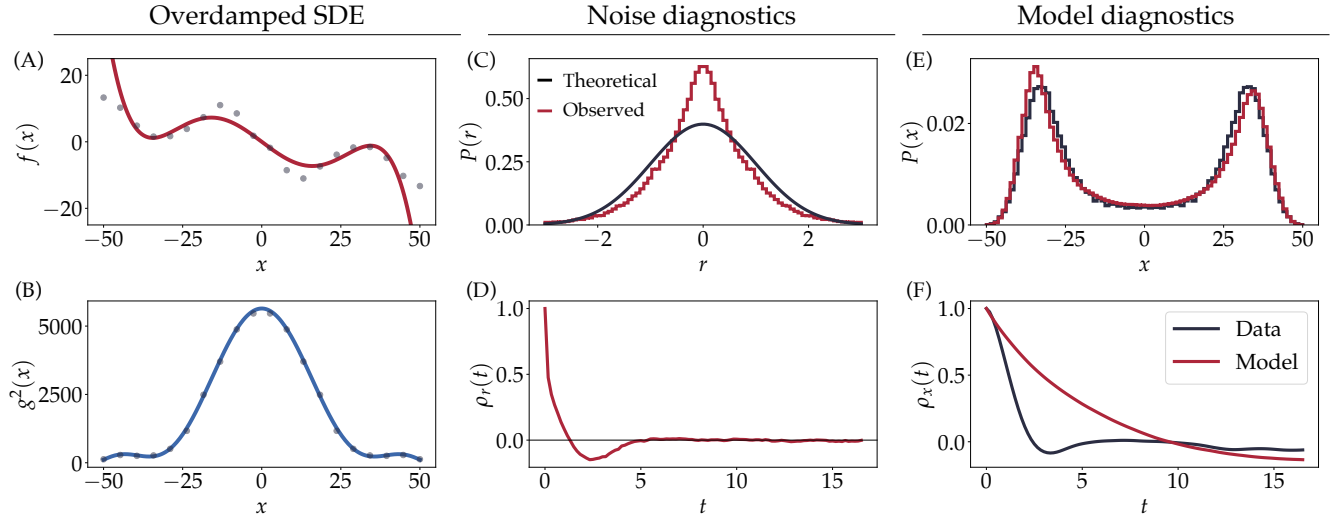 Overdamped SDE
Noise diagnostics
Model diagnostics
(A)
f(x)
20
0
−20
−50
−25
0
25
50
x
(B)
g²(x)
5000
2500
0
−50
−25
0
25
50
x
(C)
P(r)
0.50
0.25
0.00
Theoretical
Observed
−2
0
2
r
(D)
ρr(t)
1.0
0.5
0.0
0
5
10
15
t
(E)
P(x)
0.02
0.00
−50
−25
0
25
50
x
(F)
ρx(t)
1.0
0.5
0.0
Data
Model
0
5
10
15
t